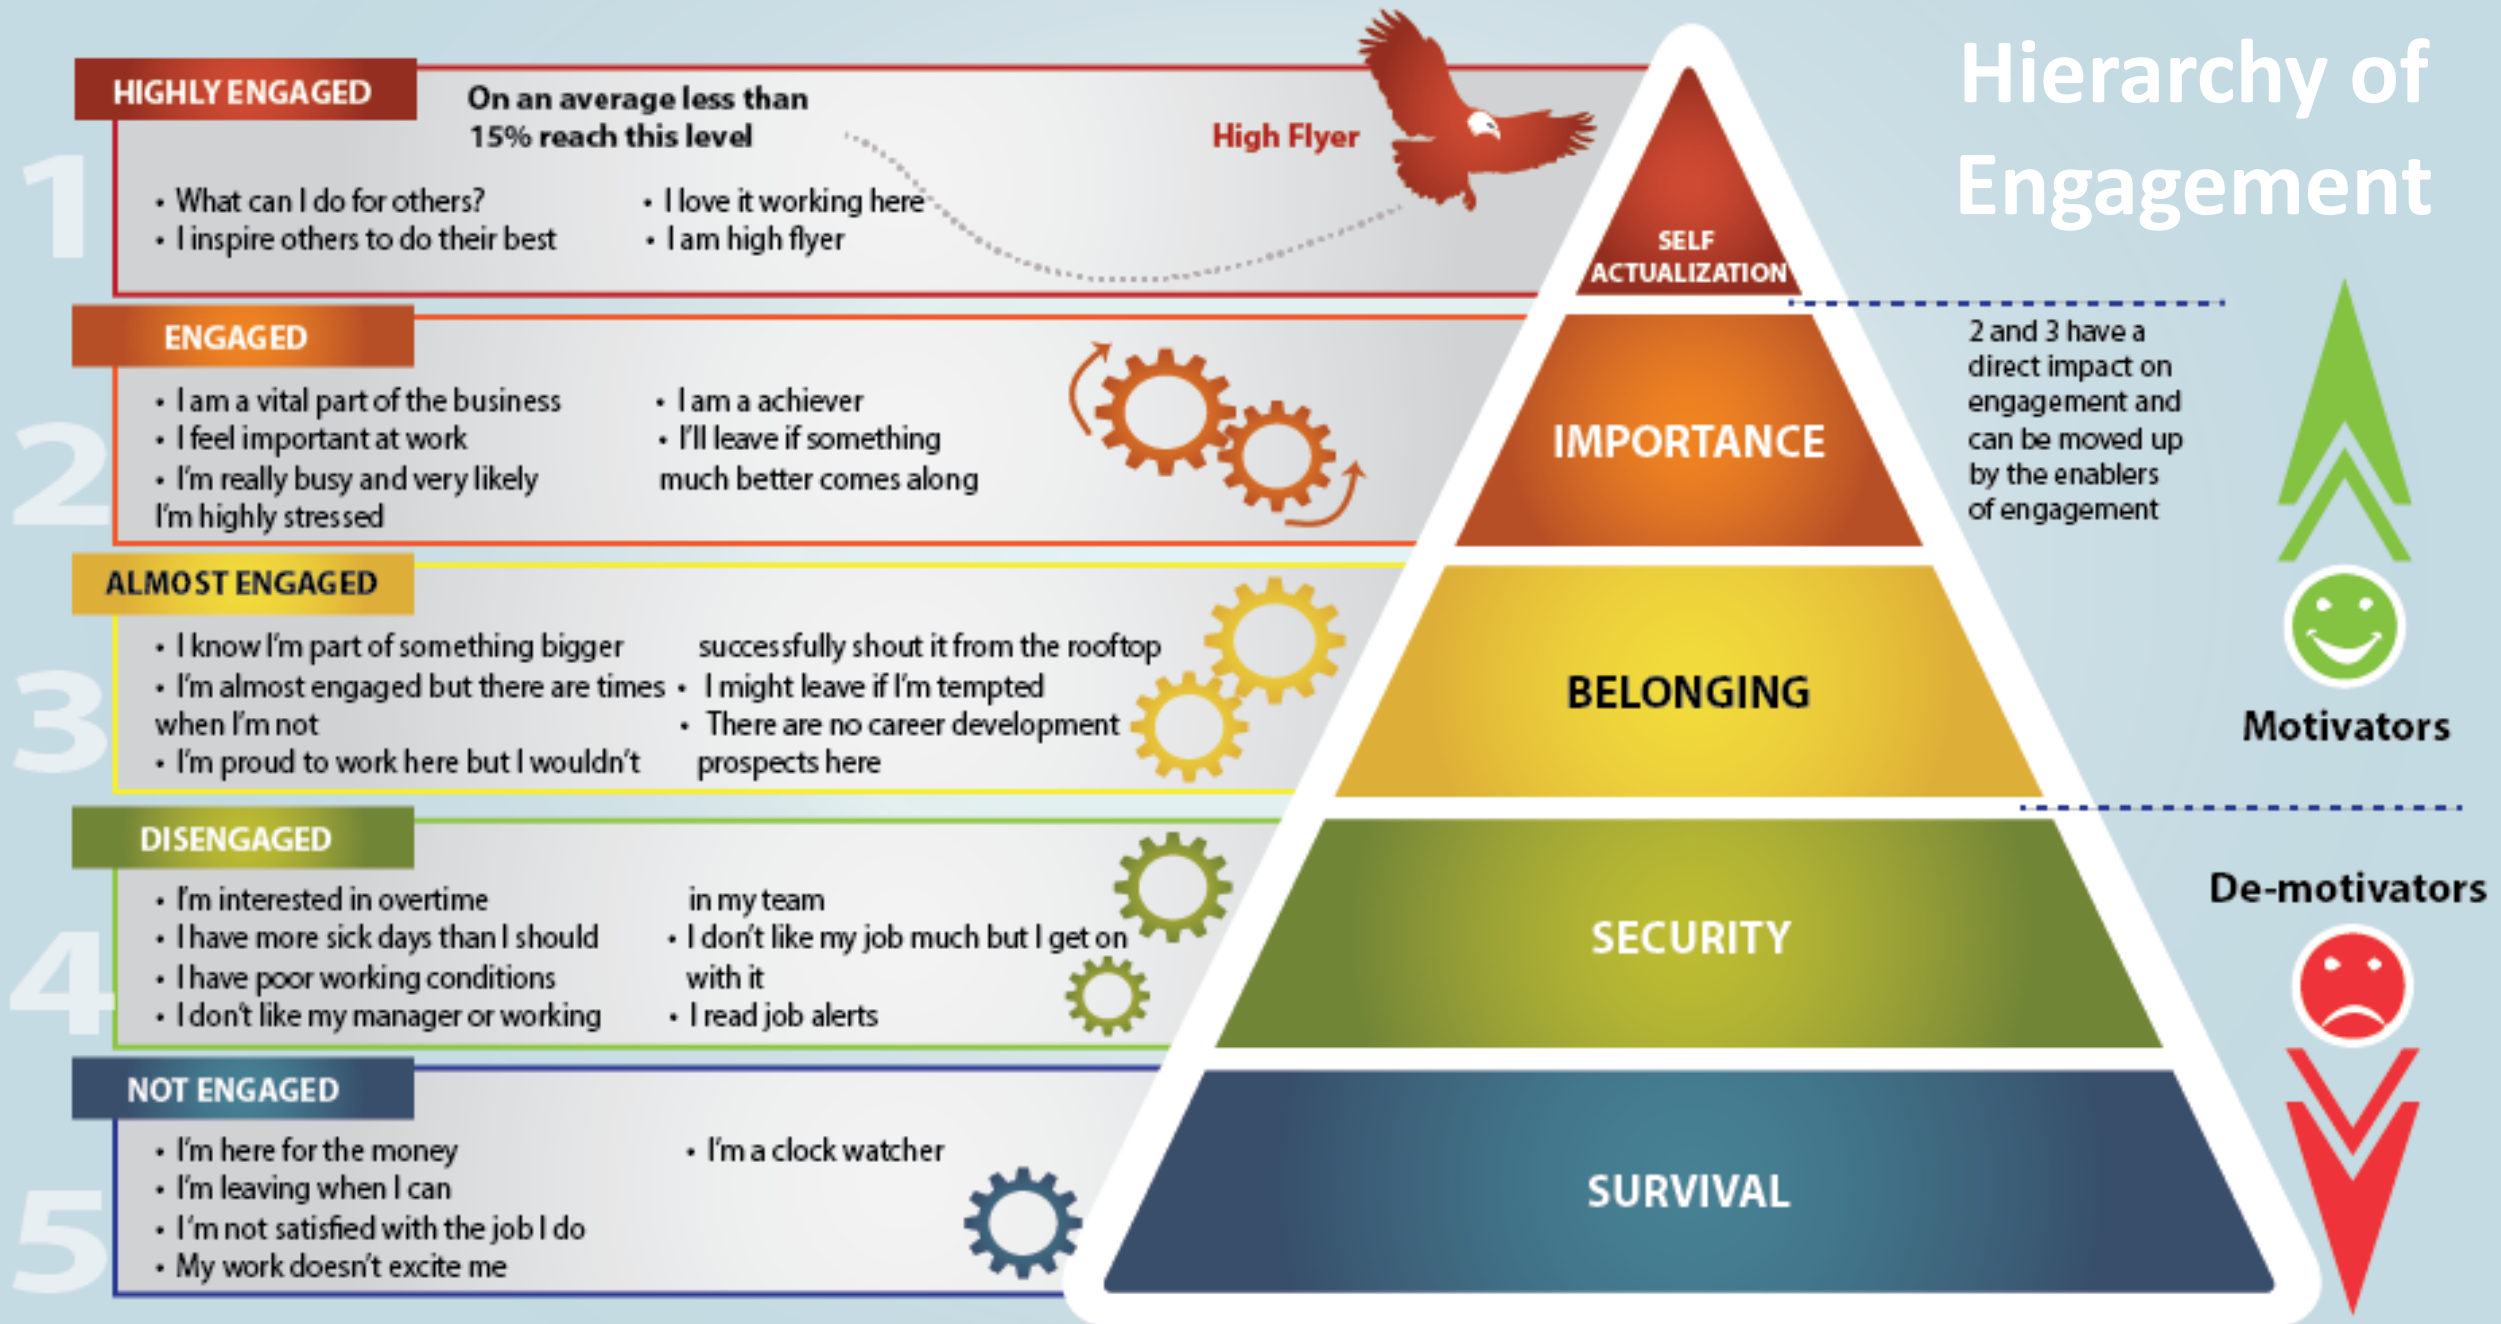 Hierarchy of
Engagement
1
HIGHLY ENGAGED
On an average less than
15% reach this level
• What can I do for others?
• I inspire others to do their best
• I love it working here
• I am high flyer
High Flyer
SELF
ACTUALIZATION
2
ENGAGED
• I am a vital part of the business
• I feel important at work
• I'm really busy and very likely
I'm highly stressed
• I am a achiever
• I'll leave if something
much better comes along
IMPORTANCE
2 and 3 have a
direct impact on
engagement and
can be moved up
by the enablers
of engagement
3
ALMOST ENGAGED
• I know I'm part of something bigger
• I'm almost engaged but there are times
when I'm not
• I'm proud to work here but I wouldn't
successfully shout it from the rooftop
• I might leave if I'm tempted
• There are no career development
prospects here
BELONGING
Motivators
4
DISENGAGED
• I'm interested in overtime
• I have more sick days than I should
• I have poor working conditions
• I don't like my manager or working
in my team
• I don't like my job much but I get on
with it
• I read job alerts
SECURITY
De-motivators
5
NOT ENGAGED
• I'm here for the money
• I'm leaving when I can
• I'm not satisfied with the job I do
• My work doesn't excite me
• I'm a clock watcher
SURVIVAL